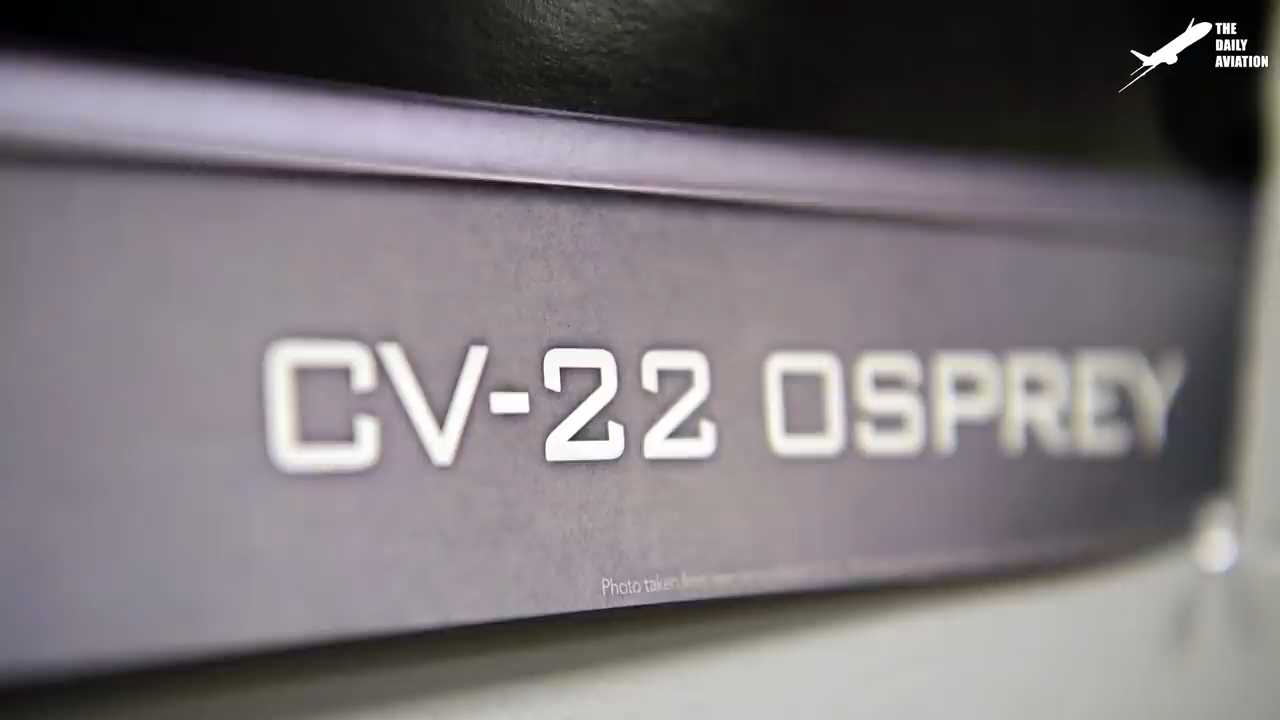 THE
DAILY
AVIATION
CV-22 OSPREY
Photo taken